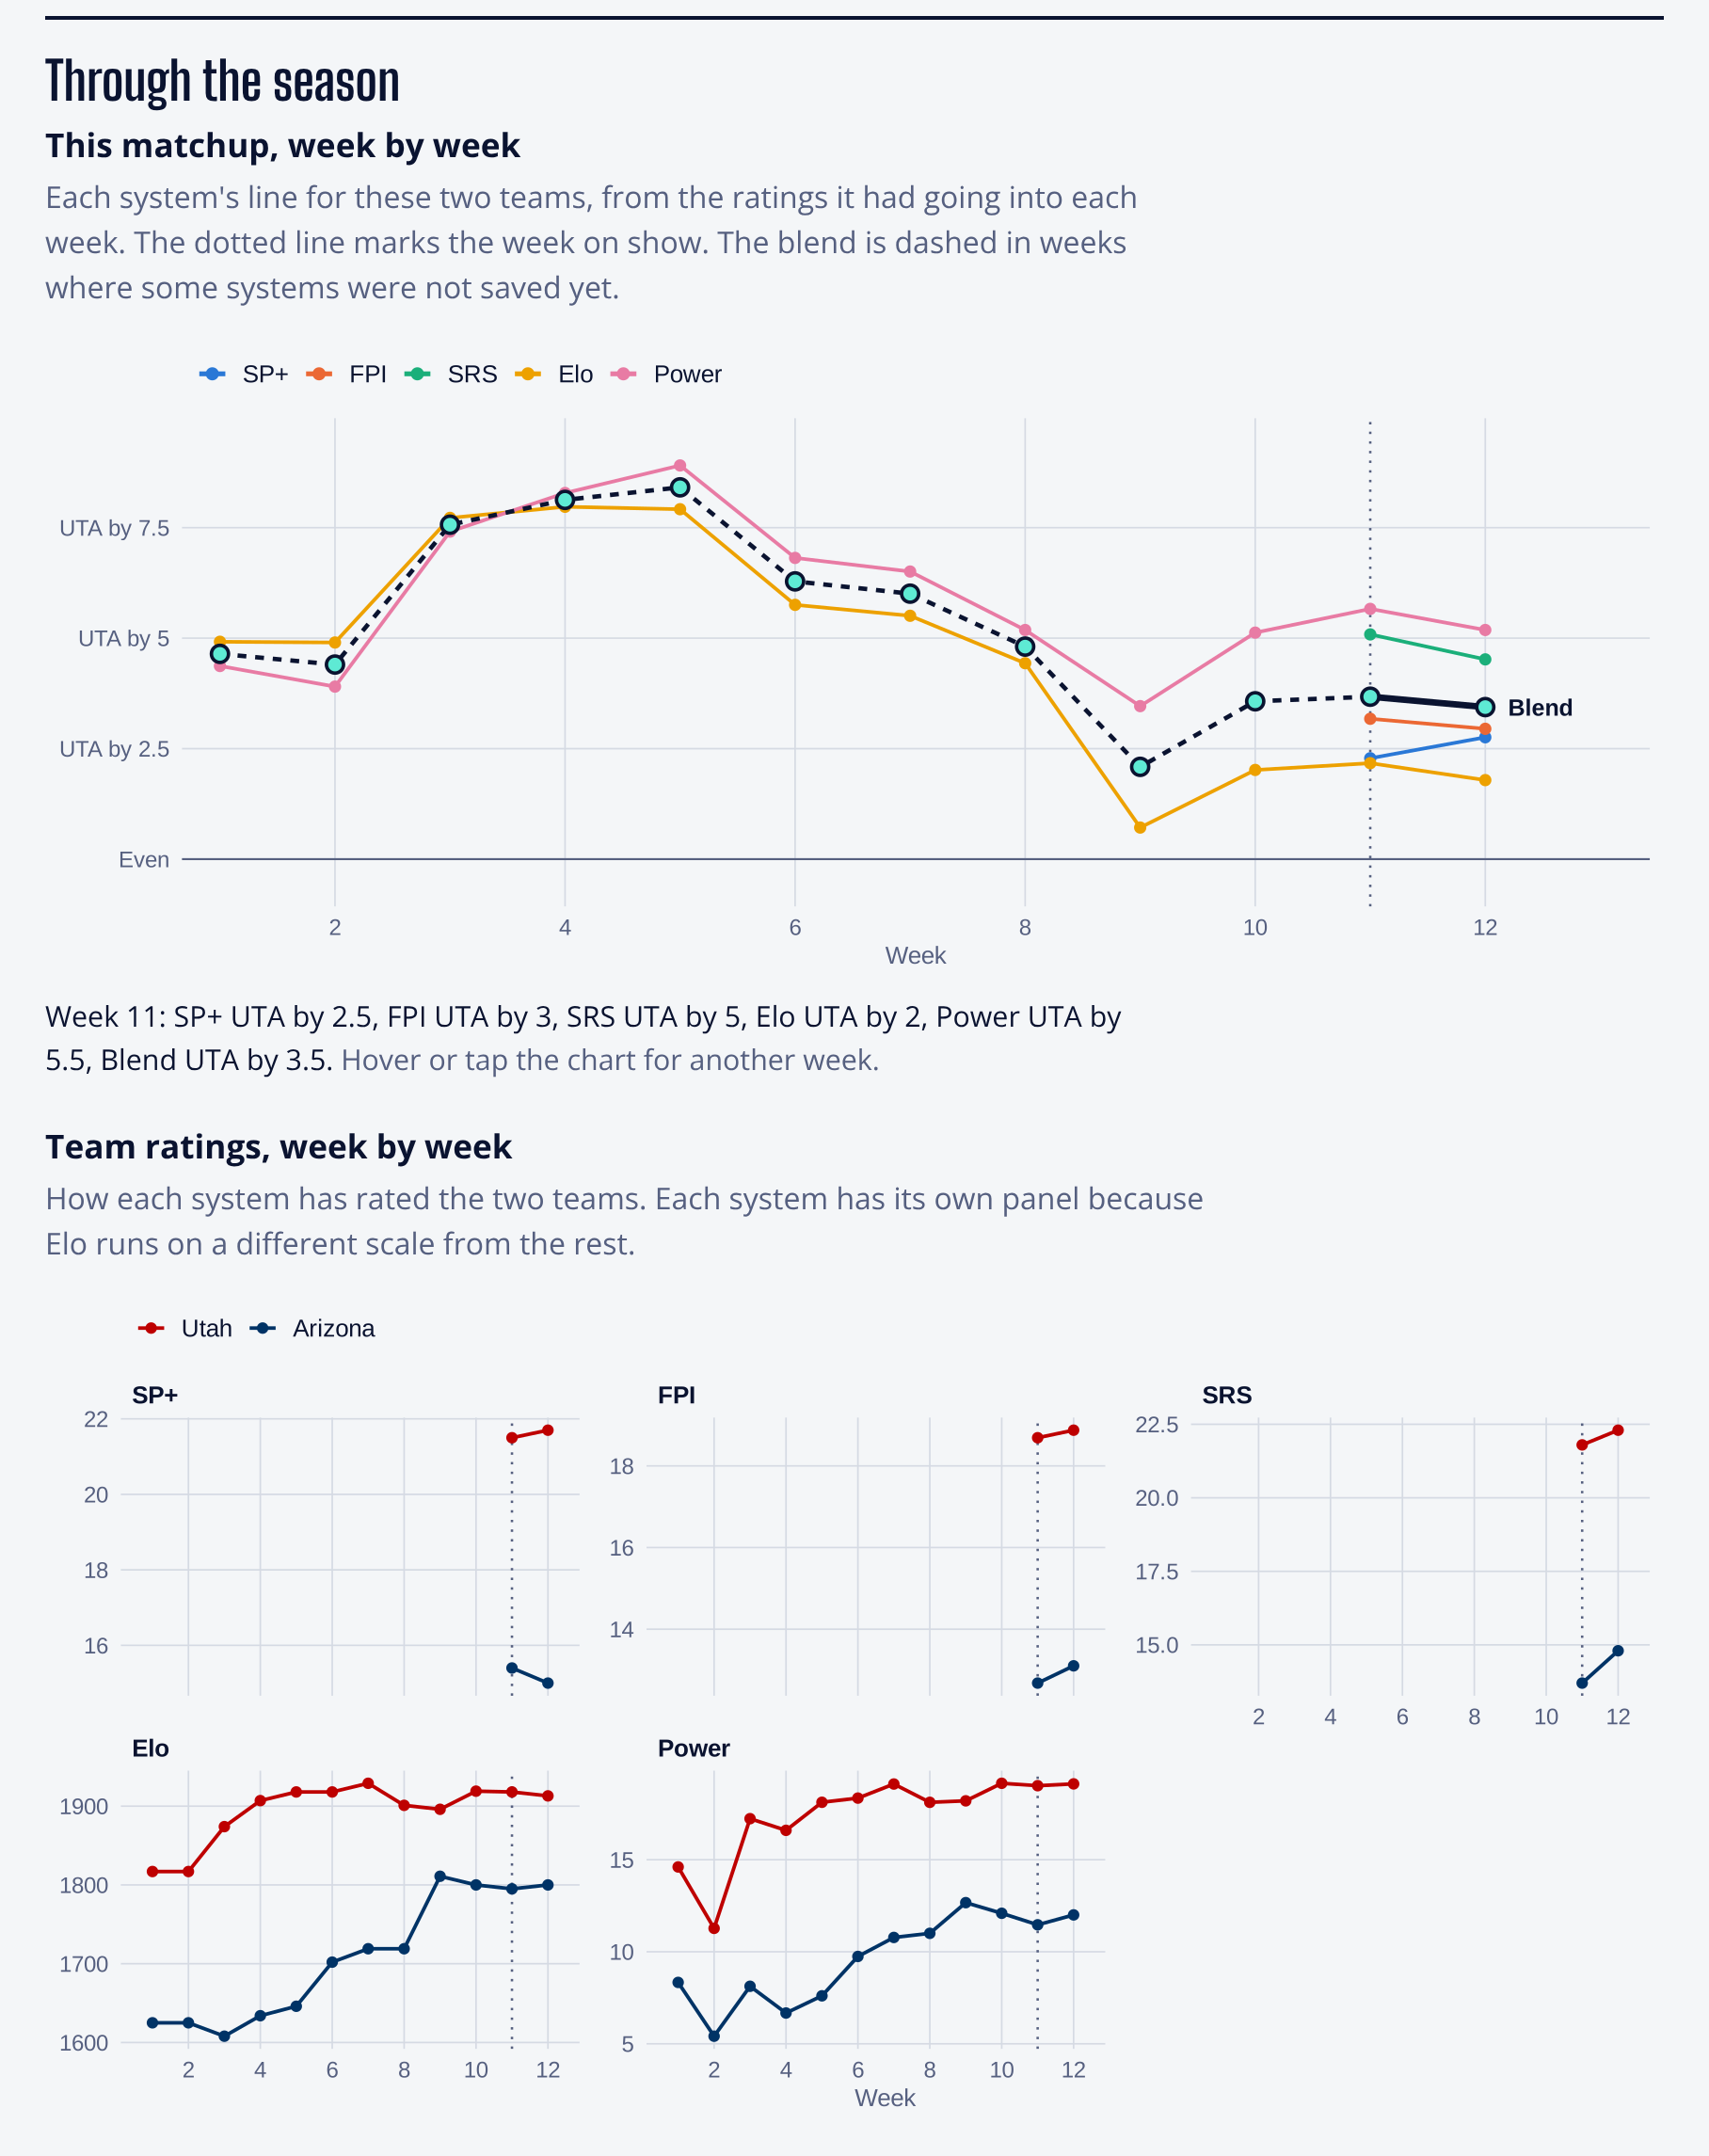 Through the season
This matchup, week by week
Each system's line for these two teams, from the ratings it had going into each
week. The dotted line marks the week on show. The blend is dashed in weeks
where some systems were not saved yet.
SP+ FPI SRS Elo Power
UTA by 7.5
UTA by 5
UTA by 2.5
Even
Blend
2 4 6 8 10 12
Week
Week 11: SP+ UTA by 2.5, FPI UTA by 3, SRS UTA by 5, Elo UTA by 2, Power UTA by
5.5, Blend UTA by 3.5. Hover or tap the chart for another week.
Team ratings, week by week
How each system has rated the two teams. Each system has its own panel because
Elo runs on a different scale from the rest.
Utah Arizona
SP+
22
20
18
16
FPI
18
16
14
SRS
22.5
20.0
17.5
15.0
2 4 6 8 10 12
Elo
1900
1800
1700
1600
2 4 6 8 10 12
Power
15
10
5
2 4 6 8 10 12
Week